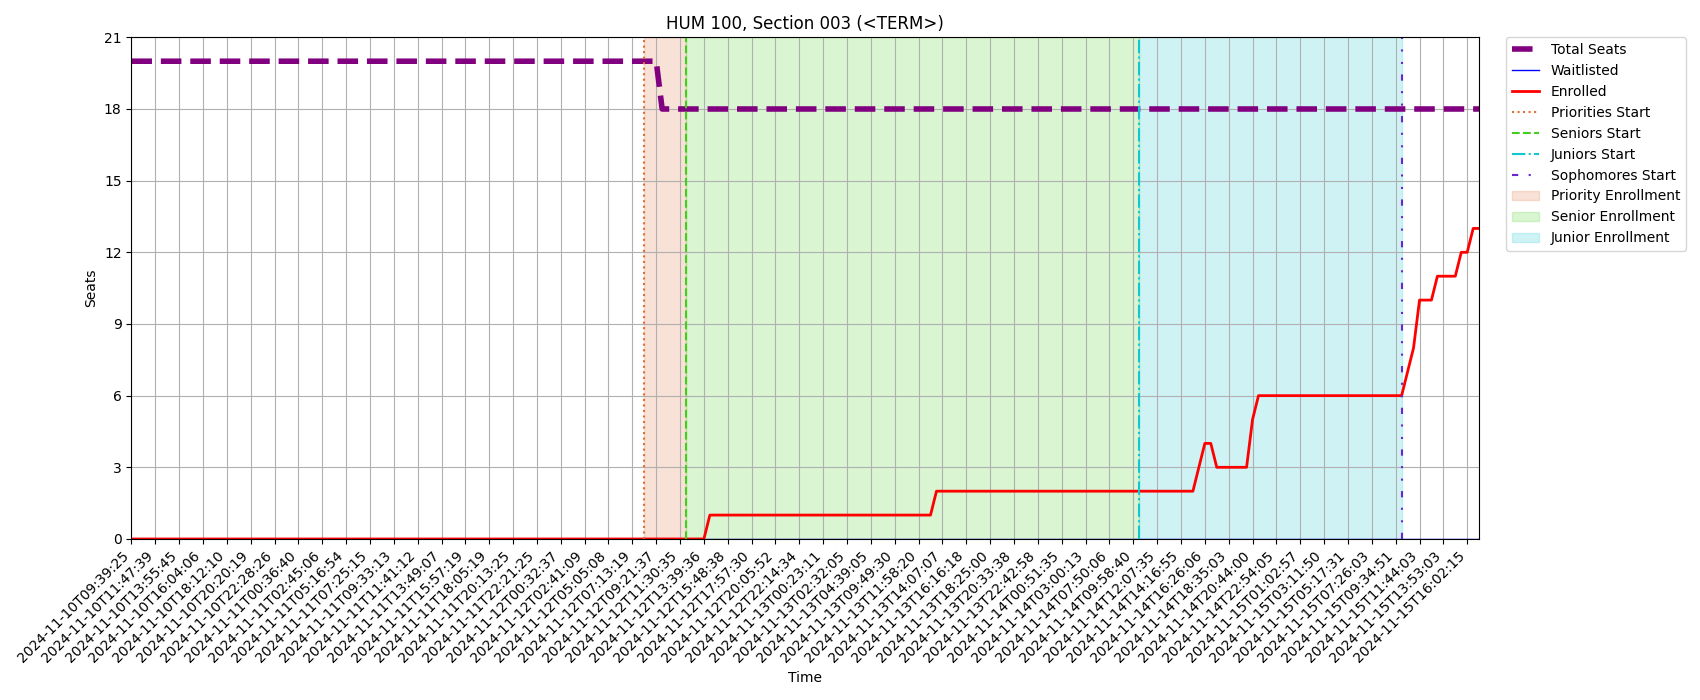 HUM 100, Section 003 (<TERM>)
21
18
15
12
9
6
3
0
Seats
2024-11-10T09:39:25
2024-11-10T11:47:39
2024-11-10T13:55:45
2024-11-10T16:04:06
2024-11-10T18:12:10
2024-11-10T20:20:19
2024-11-10T22:28:26
2024-11-11T00:36:40
2024-11-11T02:45:06
2024-11-11T05:16:54
2024-11-11T07:25:15
2024-11-11T09:33:13
2024-11-11T11:41:12
2024-11-11T13:49:07
2024-11-11T15:57:19
2024-11-11T18:05:19
2024-11-11T20:13:25
2024-11-11T22:21:25
2024-11-12T00:32:37
2024-11-12T02:41:09
2024-11-12T05:05:08
2024-11-12T07:13:19
2024-11-12T09:21:37
2024-11-12T11:30:35
2024-11-12T13:39:36
2024-11-12T15:48:38
2024-11-12T17:57:30
2024-11-12T20:05:52
2024-11-12T22:14:34
2024-11-13T00:23:11
2024-11-13T02:32:05
2024-11-13T04:39:05
2024-11-13T09:49:30
2024-11-13T11:58:20
2024-11-13T14:07:07
2024-11-13T16:16:18
2024-11-13T18:25:00
2024-11-13T20:33:38
2024-11-13T22:42:58
2024-11-14T00:51:35
2024-11-14T03:00:13
2024-11-14T07:50:06
2024-11-14T09:58:40
2024-11-14T12:07:35
2024-11-14T14:16:55
2024-11-14T16:26:06
2024-11-14T18:35:03
2024-11-14T20:44:00
2024-11-14T22:54:05
2024-11-15T01:02:57
2024-11-15T03:11:50
2024-11-15T05:17:31
2024-11-15T07:26:03
2024-11-15T09:34:51
2024-11-15T11:44:03
2024-11-15T13:53:03
2024-11-15T16:02:15
Time
Total Seats
Waitlisted
Enrolled
Priorities Start
Seniors Start
Juniors Start
Sophomores Start
Priority Enrollment
Senior Enrollment
Junior Enrollment